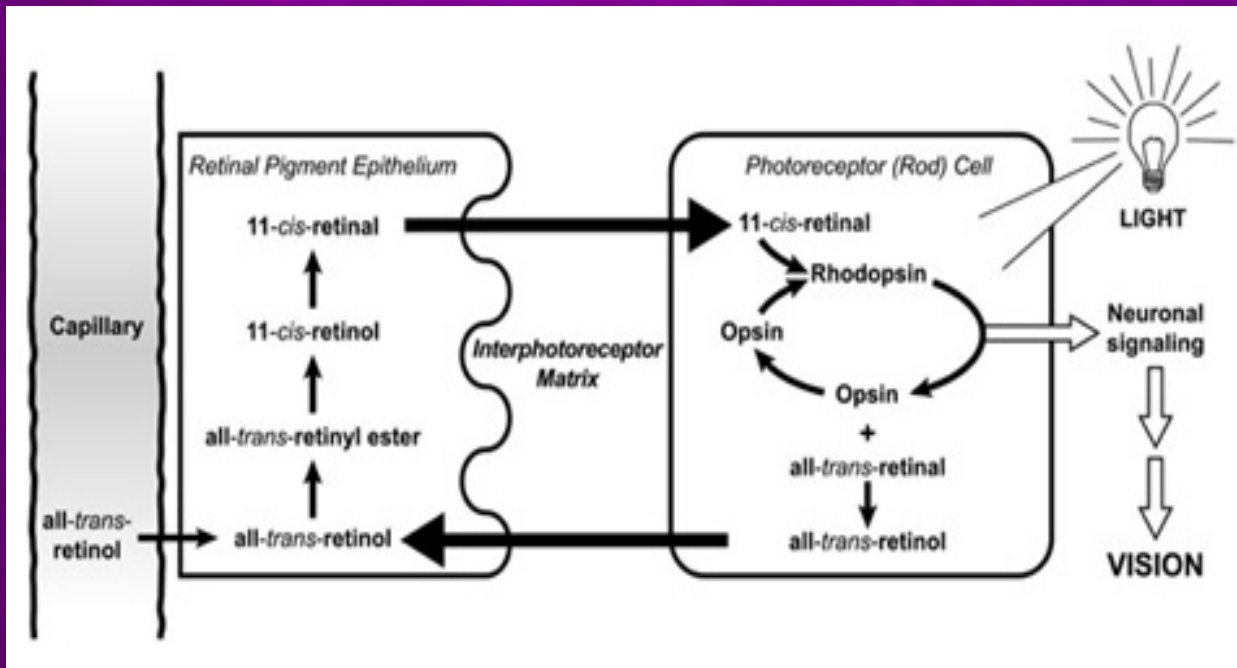 Retinal Pigment Epithelium
11-cis-retinal
11-cis-retinol
all-trans-retinyl ester
all-trans-retinol
Capillary
all-trans-
retinol
Interphotoreceptor
Matrix
Photoreceptor (Rod) Cell
11-cis-retinal
Rhodopsin
Opsin
Opsin
+
all-trans-retinal
all-trans-retinol
LIGHT
Neuronal
signaling
VISION